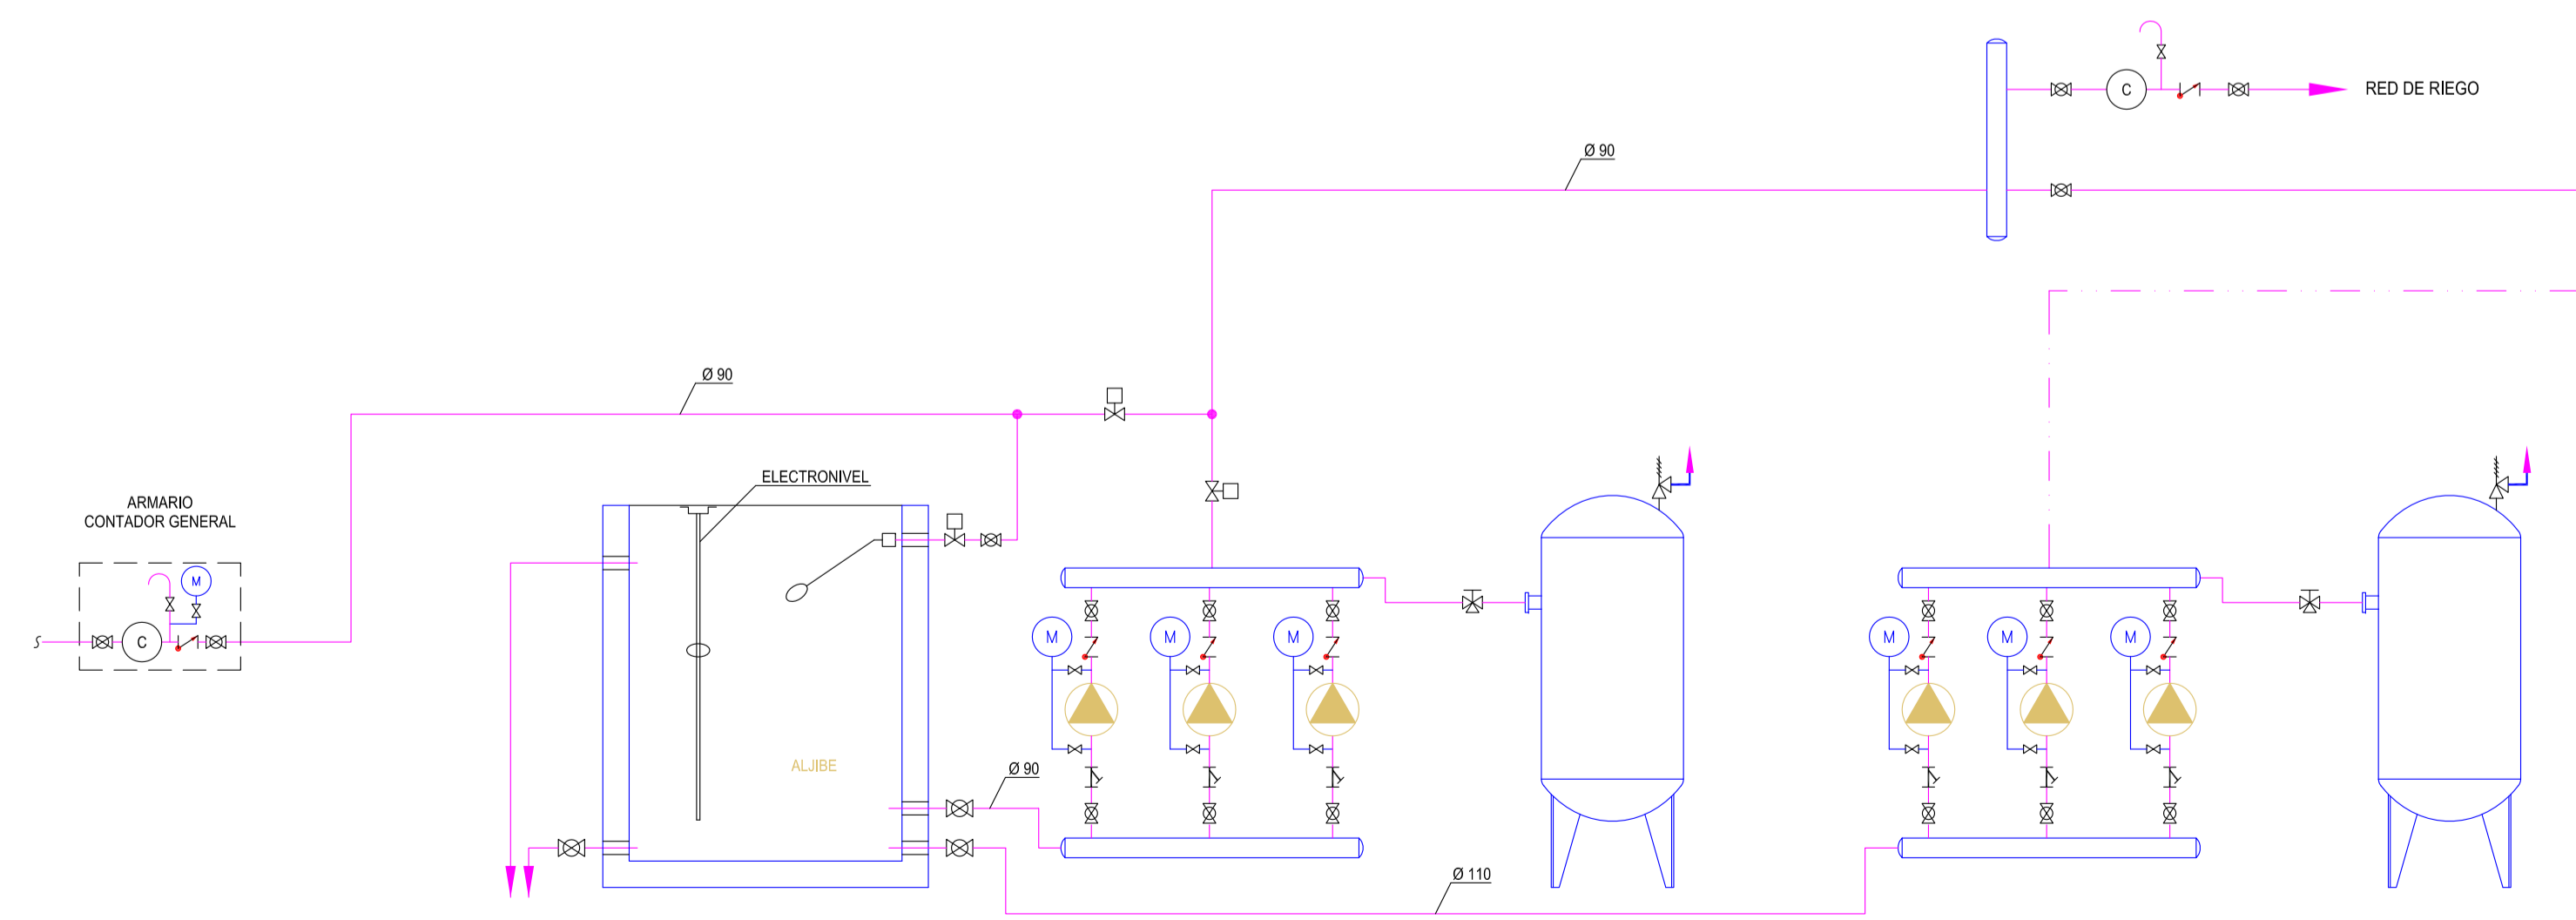 C
RED DE RIEGO
Ø 90
Ø 90
ELECTRONIVEL
ARMARIO
CONTADOR GENERAL
M
C
M
M
M
M
M
M
ALJIBE
Ø 90
Ø 110